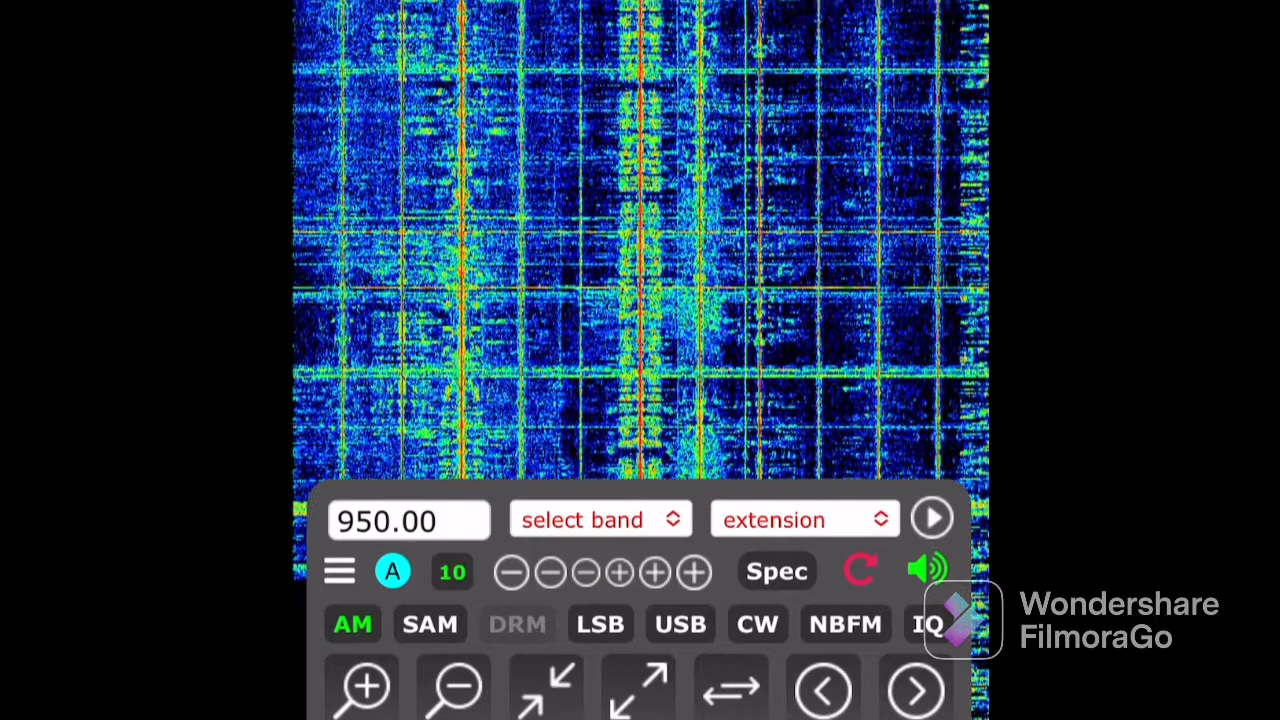 950.00 select band extension
A 10 Spec
AM SAM DRM LSB USB CW NBFM IQ
Wondershare
FilmoraGo